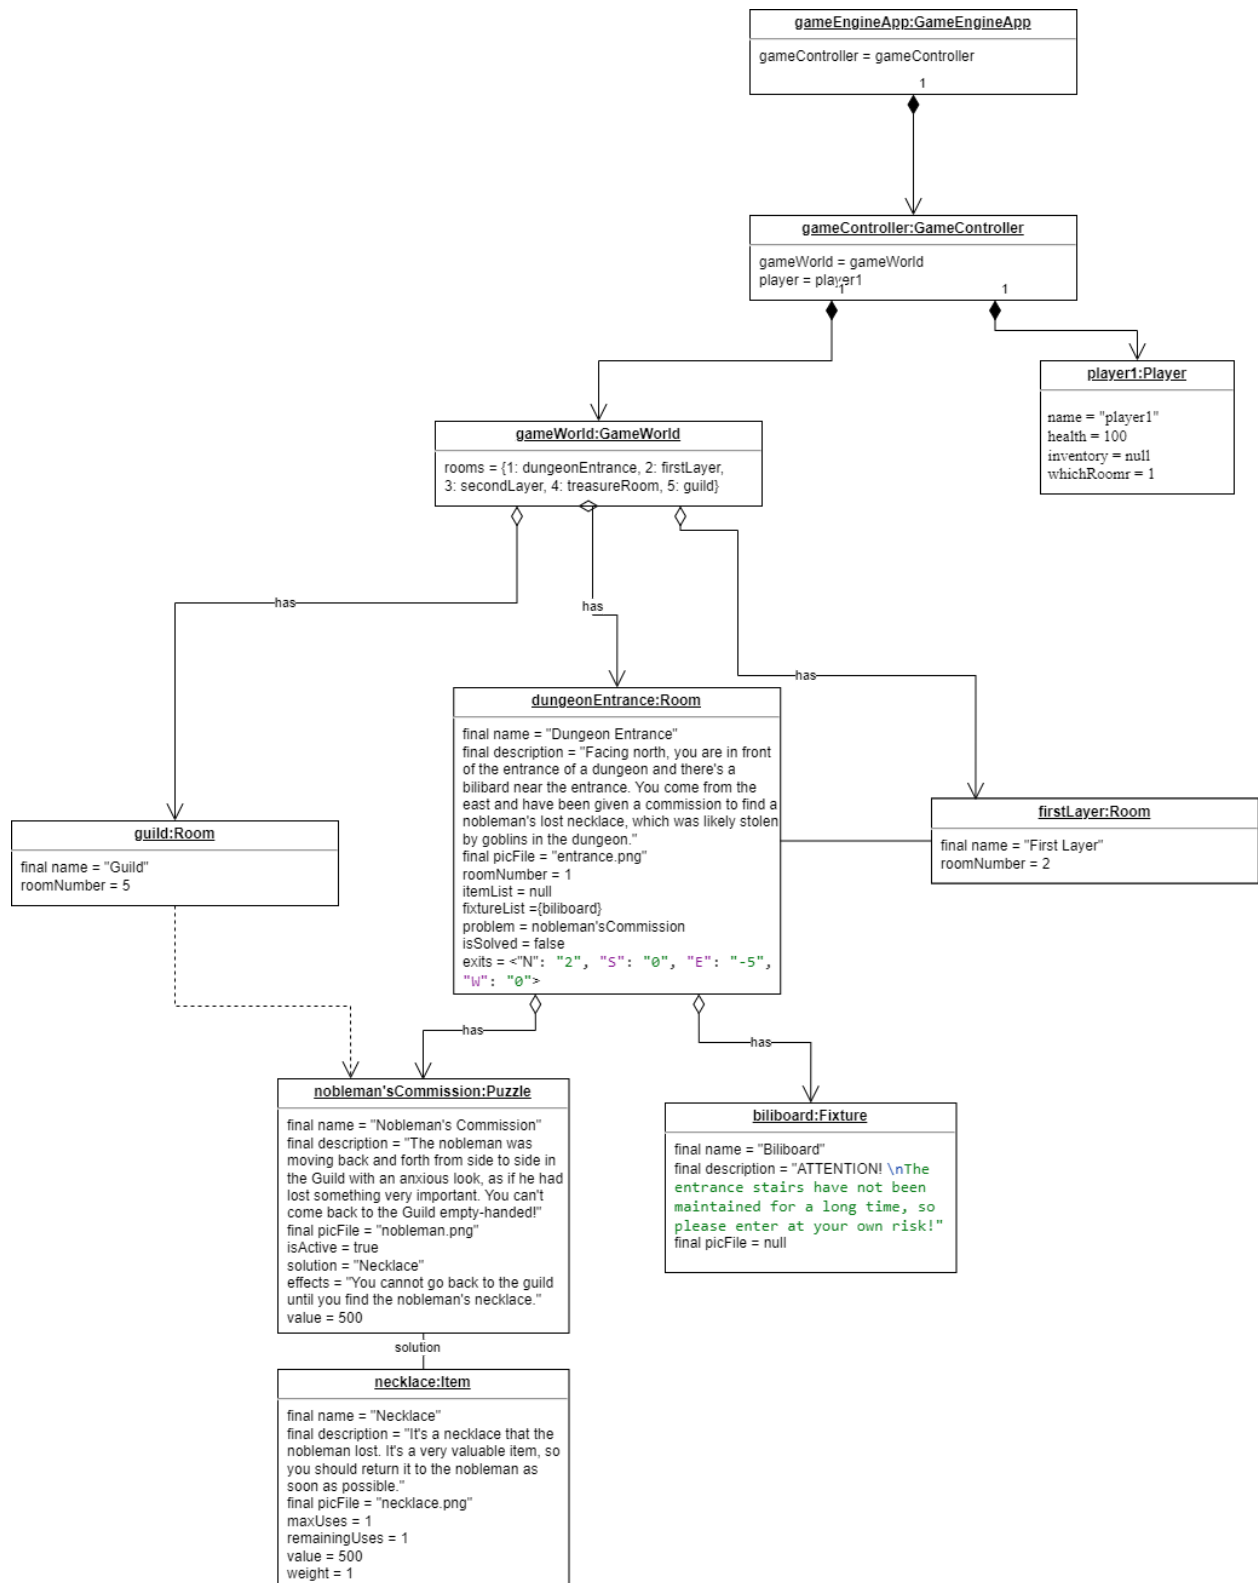 gameEngineApp:GameEngineApp
gameController = gameController
1
gameController:GameController
gameWorld = gameWorld
player = player1
1
1
player1:Player
name = "player1"
health = 100
inventory = null
whichRoomr = 1
gameWorld:GameWorld
rooms = {1: dungeonEntrance, 2: firstLayer,
3: secondLayer, 4: treasureRoom, 5: guild}
has
has
has
dungeonEntrance:Room
final name = "Dungeon Entrance"
final description = "Facing north, you are in front
of the entrance of a dungeon and there's a
bilibard near the entrance. You come from the
east and have been given a commission to find a
nobleman's lost necklace, which was likely stolen
by goblins in the dungeon."
final picFile = "entrance.png"
roomNumber = 1
itemList = null
fixtureList ={biliboard}
problem = nobleman'sCommission
isSolved = false
exits = <"N": "2", "S": "0", "E": "-5",
"W": "0">
firstLayer:Room
final name = "First Layer"
roomNumber = 2
guild:Room
final name = "Guild"
roomNumber = 5
has
has
nobleman'sCommission:Puzzle
final name = "Nobleman's Commission"
final description = "The nobleman was
moving back and forth from side to side in
the Guild with an anxious look, as if he had
lost something very important. You can't
come back to the Guild empty-handed!"
final picFile = "nobleman.png"
isActive = true
solution = "Necklace"
effects = "You cannot go back to the guild
until you find the nobleman's necklace."
value = 500
biliboard:Fixture
final name = "Biliboard"
final description = "ATTENTION! \nThe
entrance stairs have not been
maintained for a long time, so
please enter at your own risk!"
final picFile = null
solution
necklace:Item
final name = "Necklace"
final description = "It's a necklace that the
nobleman lost. It's a very valuable item, so
you should return it to the nobleman as
soon as possible."
final picFile = "necklace.png"
maxUses = 1
remainingUses = 1
value = 500
weight = 1